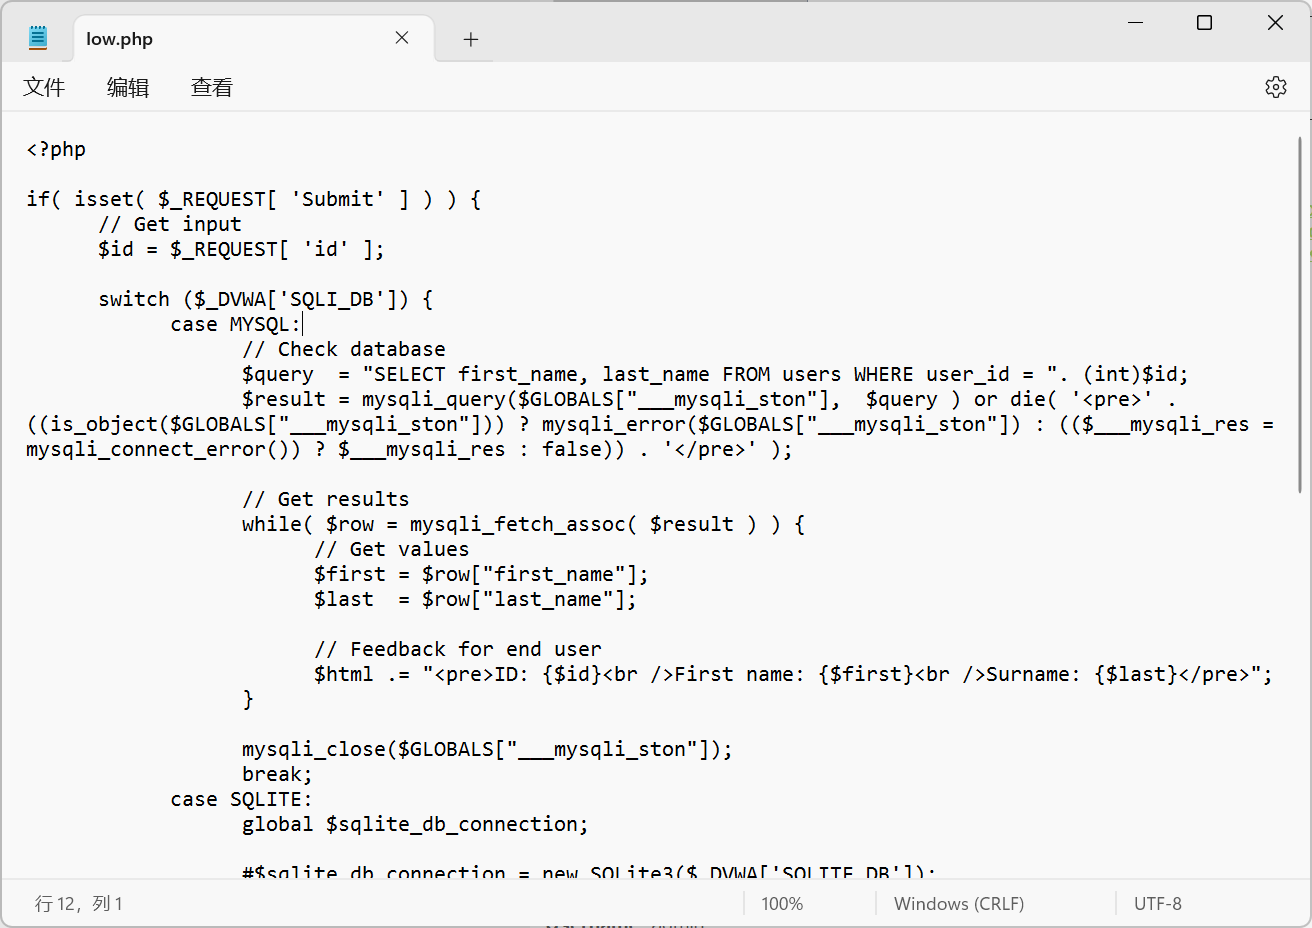 low.php
文件 编辑 查看
<?php
if( isset( $_REQUEST[ 'Submit' ] ) ) {
// Get input
$id = $_REQUEST[ 'id' ];
switch ($_DVWA['SQLI_DB']) {
case MYSQL:
// Check database
$query  = "SELECT first_name, last_name FROM users WHERE user_id = ". (int)$id;
$result = mysqli_query($GLOBALS["___mysqli_ston"],  $query ) or die( '<pre>' .
((is_object($GLOBALS["___mysqli_ston"])) ? mysqli_error($GLOBALS["___mysqli_ston"]) : (($___mysqli_res =
mysqli_connect_error()) ? $___mysqli_res : false)) . '</pre>' );
// Get results
while( $row = mysqli_fetch_assoc( $result ) ) {
// Get values
$first = $row["first_name"];
$last  = $row["last_name"];
// Feedback for end user
$html .= "<pre>ID: {$id}<br />First name: {$first}<br />Surname: {$last}</pre>";
}
mysqli_close($GLOBALS["___mysqli_ston"]);
break;
case SQLITE:
global $sqlite_db_connection;
#$sqlite_db_connection = new SQLite3($_DVWA['SQLITE_DB']);
行 12，列 1 100% Windows (CRLF) UTF-8